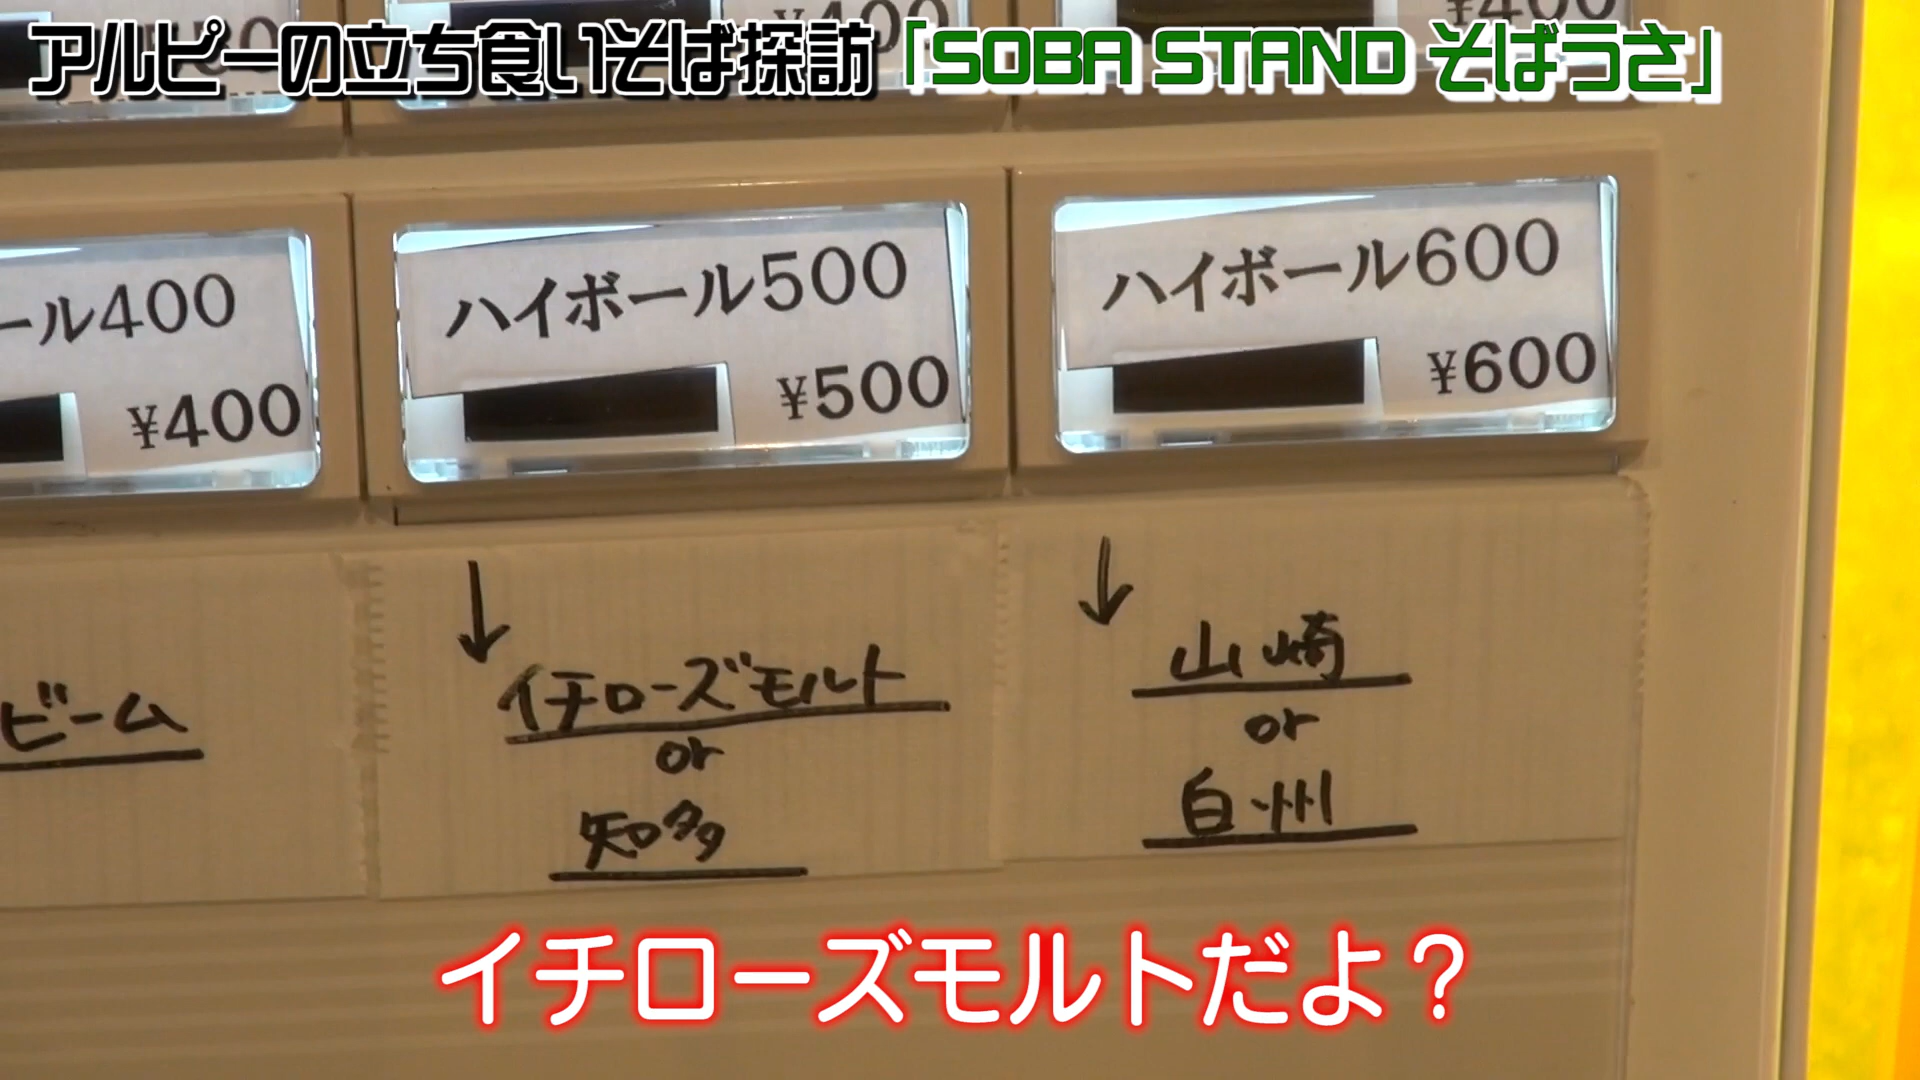 アルピーの立ち食いそば探訪「SOBA STAND そばうさ」
ール400
¥400
ハイボール500
¥500
ハイボール600
¥600
ビーム
↓
イチローズモルト
or
知多
↓
山崎
or
白州
イチローズモルトだよ？